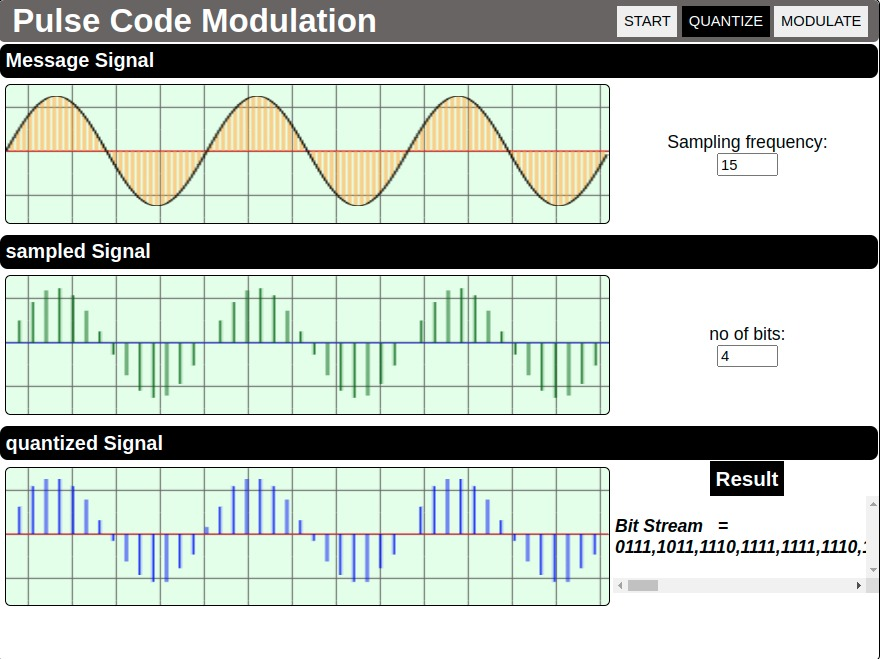 Pulse Code Modulation
START QUANTIZE MODULATE
Message Signal
Sampling frequency:
15
sampled Signal
no of bits:
4
quantized Signal
Result
Bit Stream =
0111,1011,1110,1111,1111,1110,